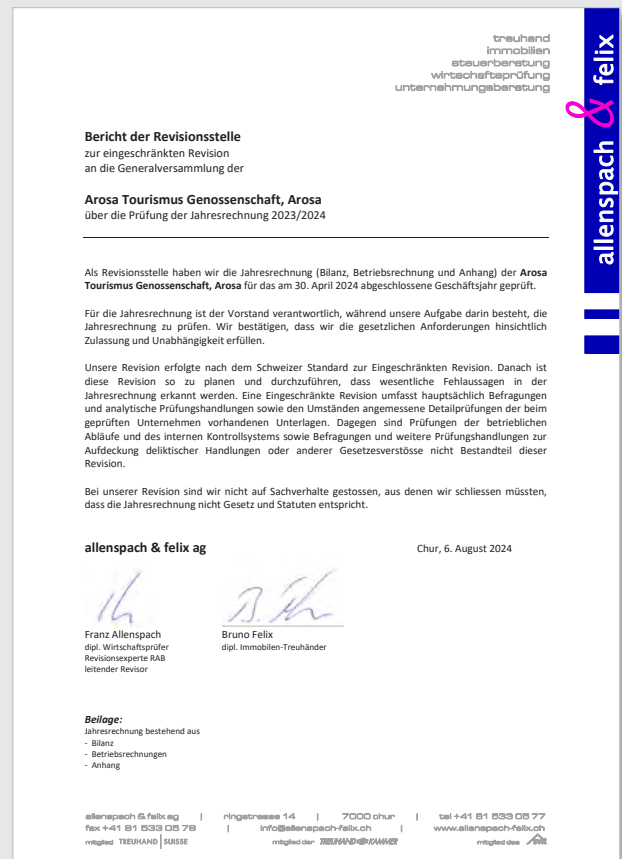 treuhand
immobilien
steuerberatung
wirtschaftsprüfung
unternehmungsberatung
allenspach & felix
Bericht der Revisionsstelle
zur eingeschränkten Revision
an die Generalversammlung der
Arosa Tourismus Genossenschaft, Arosa
über die Prüfung der Jahresrechnung 2023/2024
Als Revisionsstelle haben wir die Jahresrechnung (Bilanz, Betriebsrechnung und Anhang) der Arosa
Tourismus Genossenschaft, Arosa für das am 30. April 2024 abgeschlossene Geschäftsjahr geprüft.
Für die Jahresrechnung ist der Vorstand verantwortlich, während unsere Aufgabe darin besteht, die
Jahresrechnung zu prüfen. Wir bestätigen, dass wir die gesetzlichen Anforderungen hinsichtlich
Zulassung und Unabhängigkeit erfüllen.
Unsere Revision erfolgte nach dem Schweizer Standard zur Eingeschränkten Revision. Danach ist
diese Revision so zu planen und durchzuführen, dass wesentliche Fehlaussagen in der
Jahresrechnung erkannt werden. Eine Eingeschränkte Revision umfasst hauptsächlich Befragungen
und analytische Prüfungshandlungen sowie den Umständen angemessene Detailprüfungen der beim
geprüften Unternehmen vorhandenen Unterlagen. Dagegen sind Prüfungen der betrieblichen
Abläufe und des internen Kontrollsystems sowie Befragungen und weitere Prüfungshandlungen zur
Aufdeckung deliktischer Handlungen oder anderer Gesetzesverstösse nicht Bestandteil dieser
Revision.
Bei unserer Revision sind wir nicht auf Sachverhalte gestossen, aus denen wir schliessen müssten,
dass die Jahresrechnung nicht Gesetz und Statuten entspricht.
allenspach & felix ag Chur, 6. August 2024
Franz Allenspach Bruno Felix
dipl. Wirtschaftsprüfer dipl. Immobilen-Treuhänder
Revisionsexperte RAB
leitender Revisor
Beilage:
Jahresrechnung bestehend aus
- Bilanz
- Betriebsrechnungen
- Anhang
allenspach & felix ag | ringstrasse 14 | 7000 chur | tel +41 81 533 05 77
fax +41 81 533 05 78 | info@allenspach-felix.ch | www.allenspach-felix.ch
mitglied TREUHAND | SUISSE mitglied der TREUHAND KAMMER mitglied des